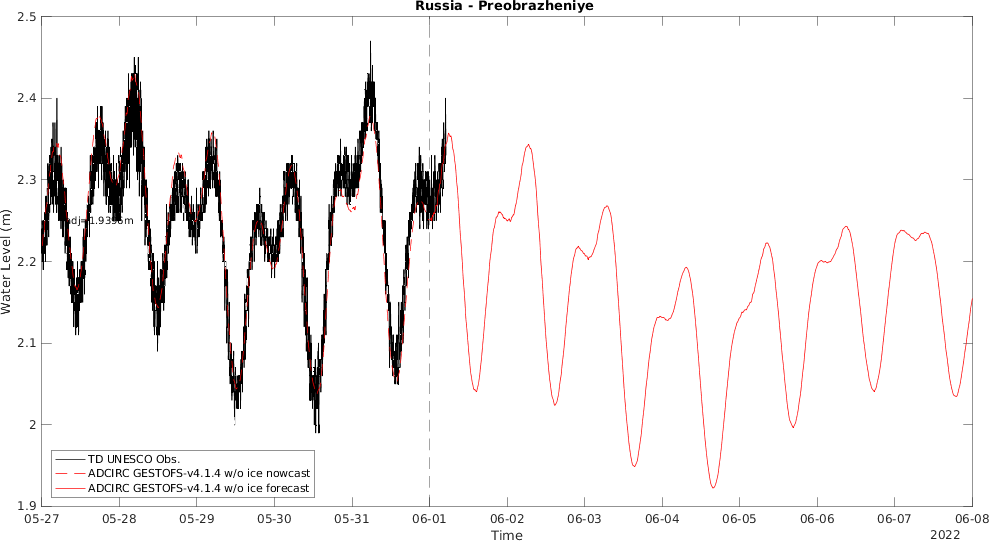 Russia - Preobrazheniye
2.5
2.4
2.3
2.2
2.1
2
1.9
Water Level (m)
adj=1.9396m
TD UNESCO Obs.
ADCIRC GESTOFS-v4.1.4 w/o ice nowcast
ADCIRC GESTOFS-v4.1.4 w/o ice forecast
05-27 05-28 05-29 05-30 05-31 06-01 06-02 06-03 06-04 06-05 06-06 06-07 06-08
Time
2022